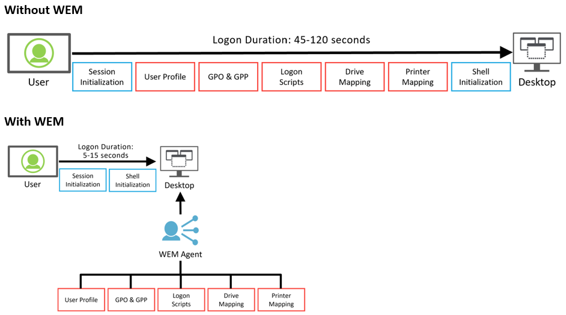 Without WEM
Logon Duration: 45-120 seconds
User
Session
Initialization
User Profile
GPO & GPP
Logon
Scripts
Drive
Mapping
Printer
Mapping
Shell
Initialization
Desktop
With WEM
Logon Duration:
5-15 seconds
User
Session
Initialization
Shell
Initialization
Desktop
WEM Agent
User Profile
GPO & GPP
Logon
Scripts
Drive
Mapping
Printer
Mapping